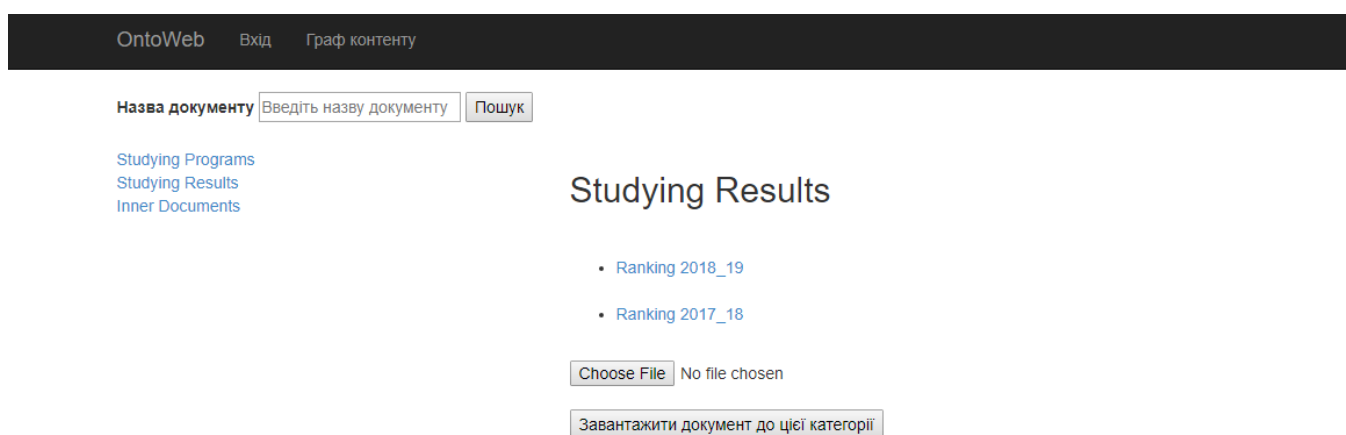 OntoWeb Вхід Граф контенту
Назва документу Введіть назву документу Пошук
Studying Programs
Studying Results
Inner Documents
Studying Results
Ranking 2018_19
Ranking 2017_18
Choose File No file chosen
Завантажити документ до цієї категорії